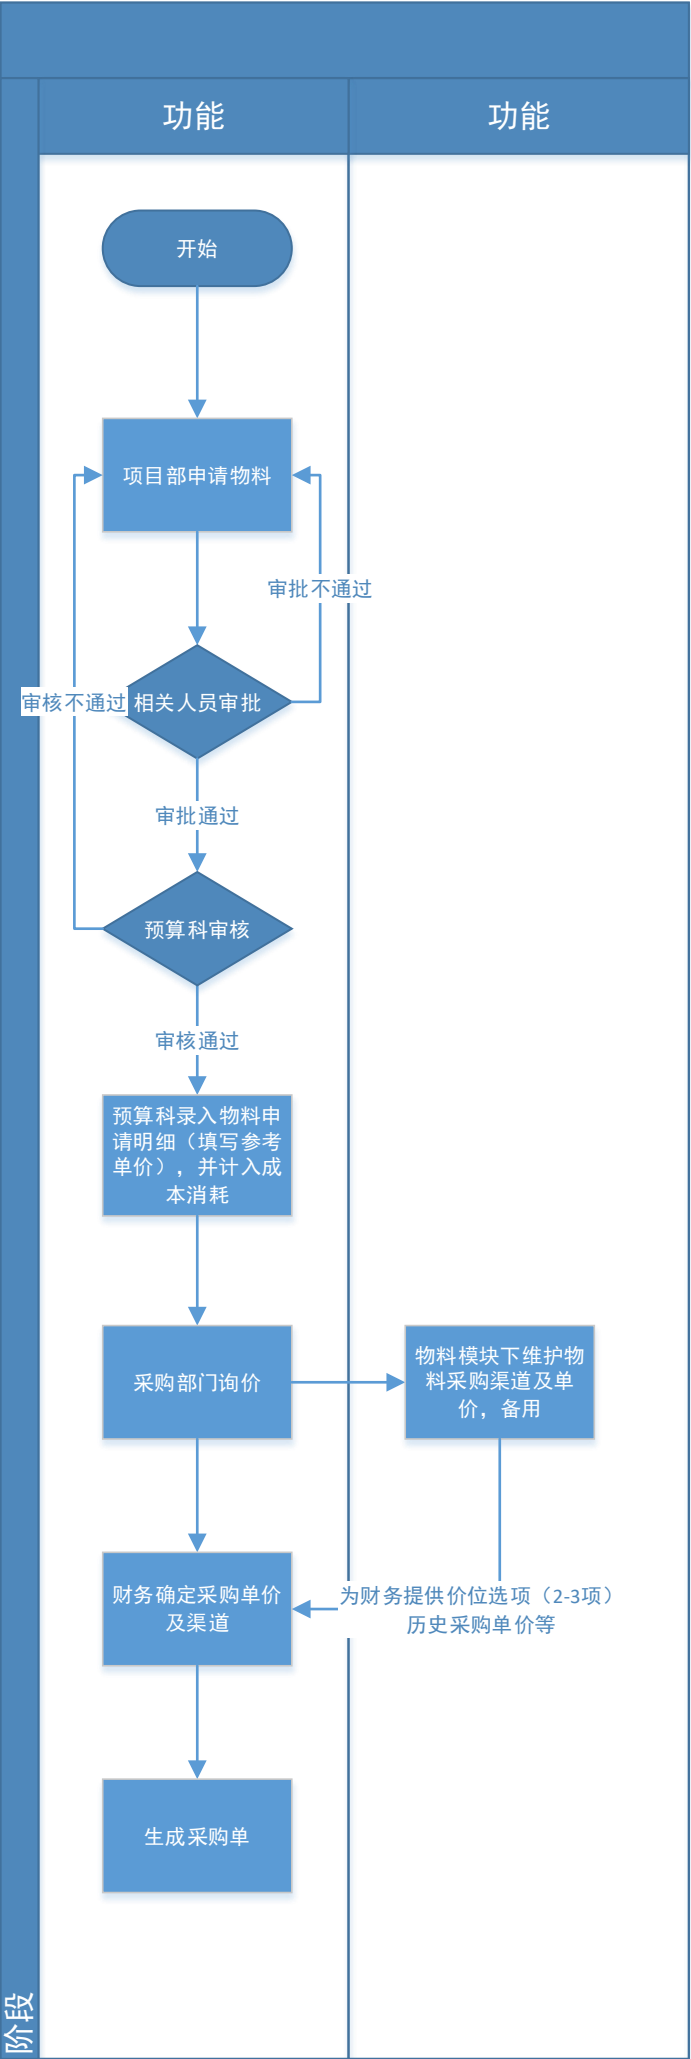 功能
功能
开始
项目部申请物料
审批不通过
审核不通过
相关人员审批
审批通过
预算科审核
审核通过
预算科录入物料申
请明细（填写参考
单价），并计入成
本消耗
采购部门询价
物料模块下维护物
料采购渠道及单
价，备用
财务确定采购单价
及渠道
为财务提供价位选项（2-3项）
历史采购单价等
生成采购单
阶段